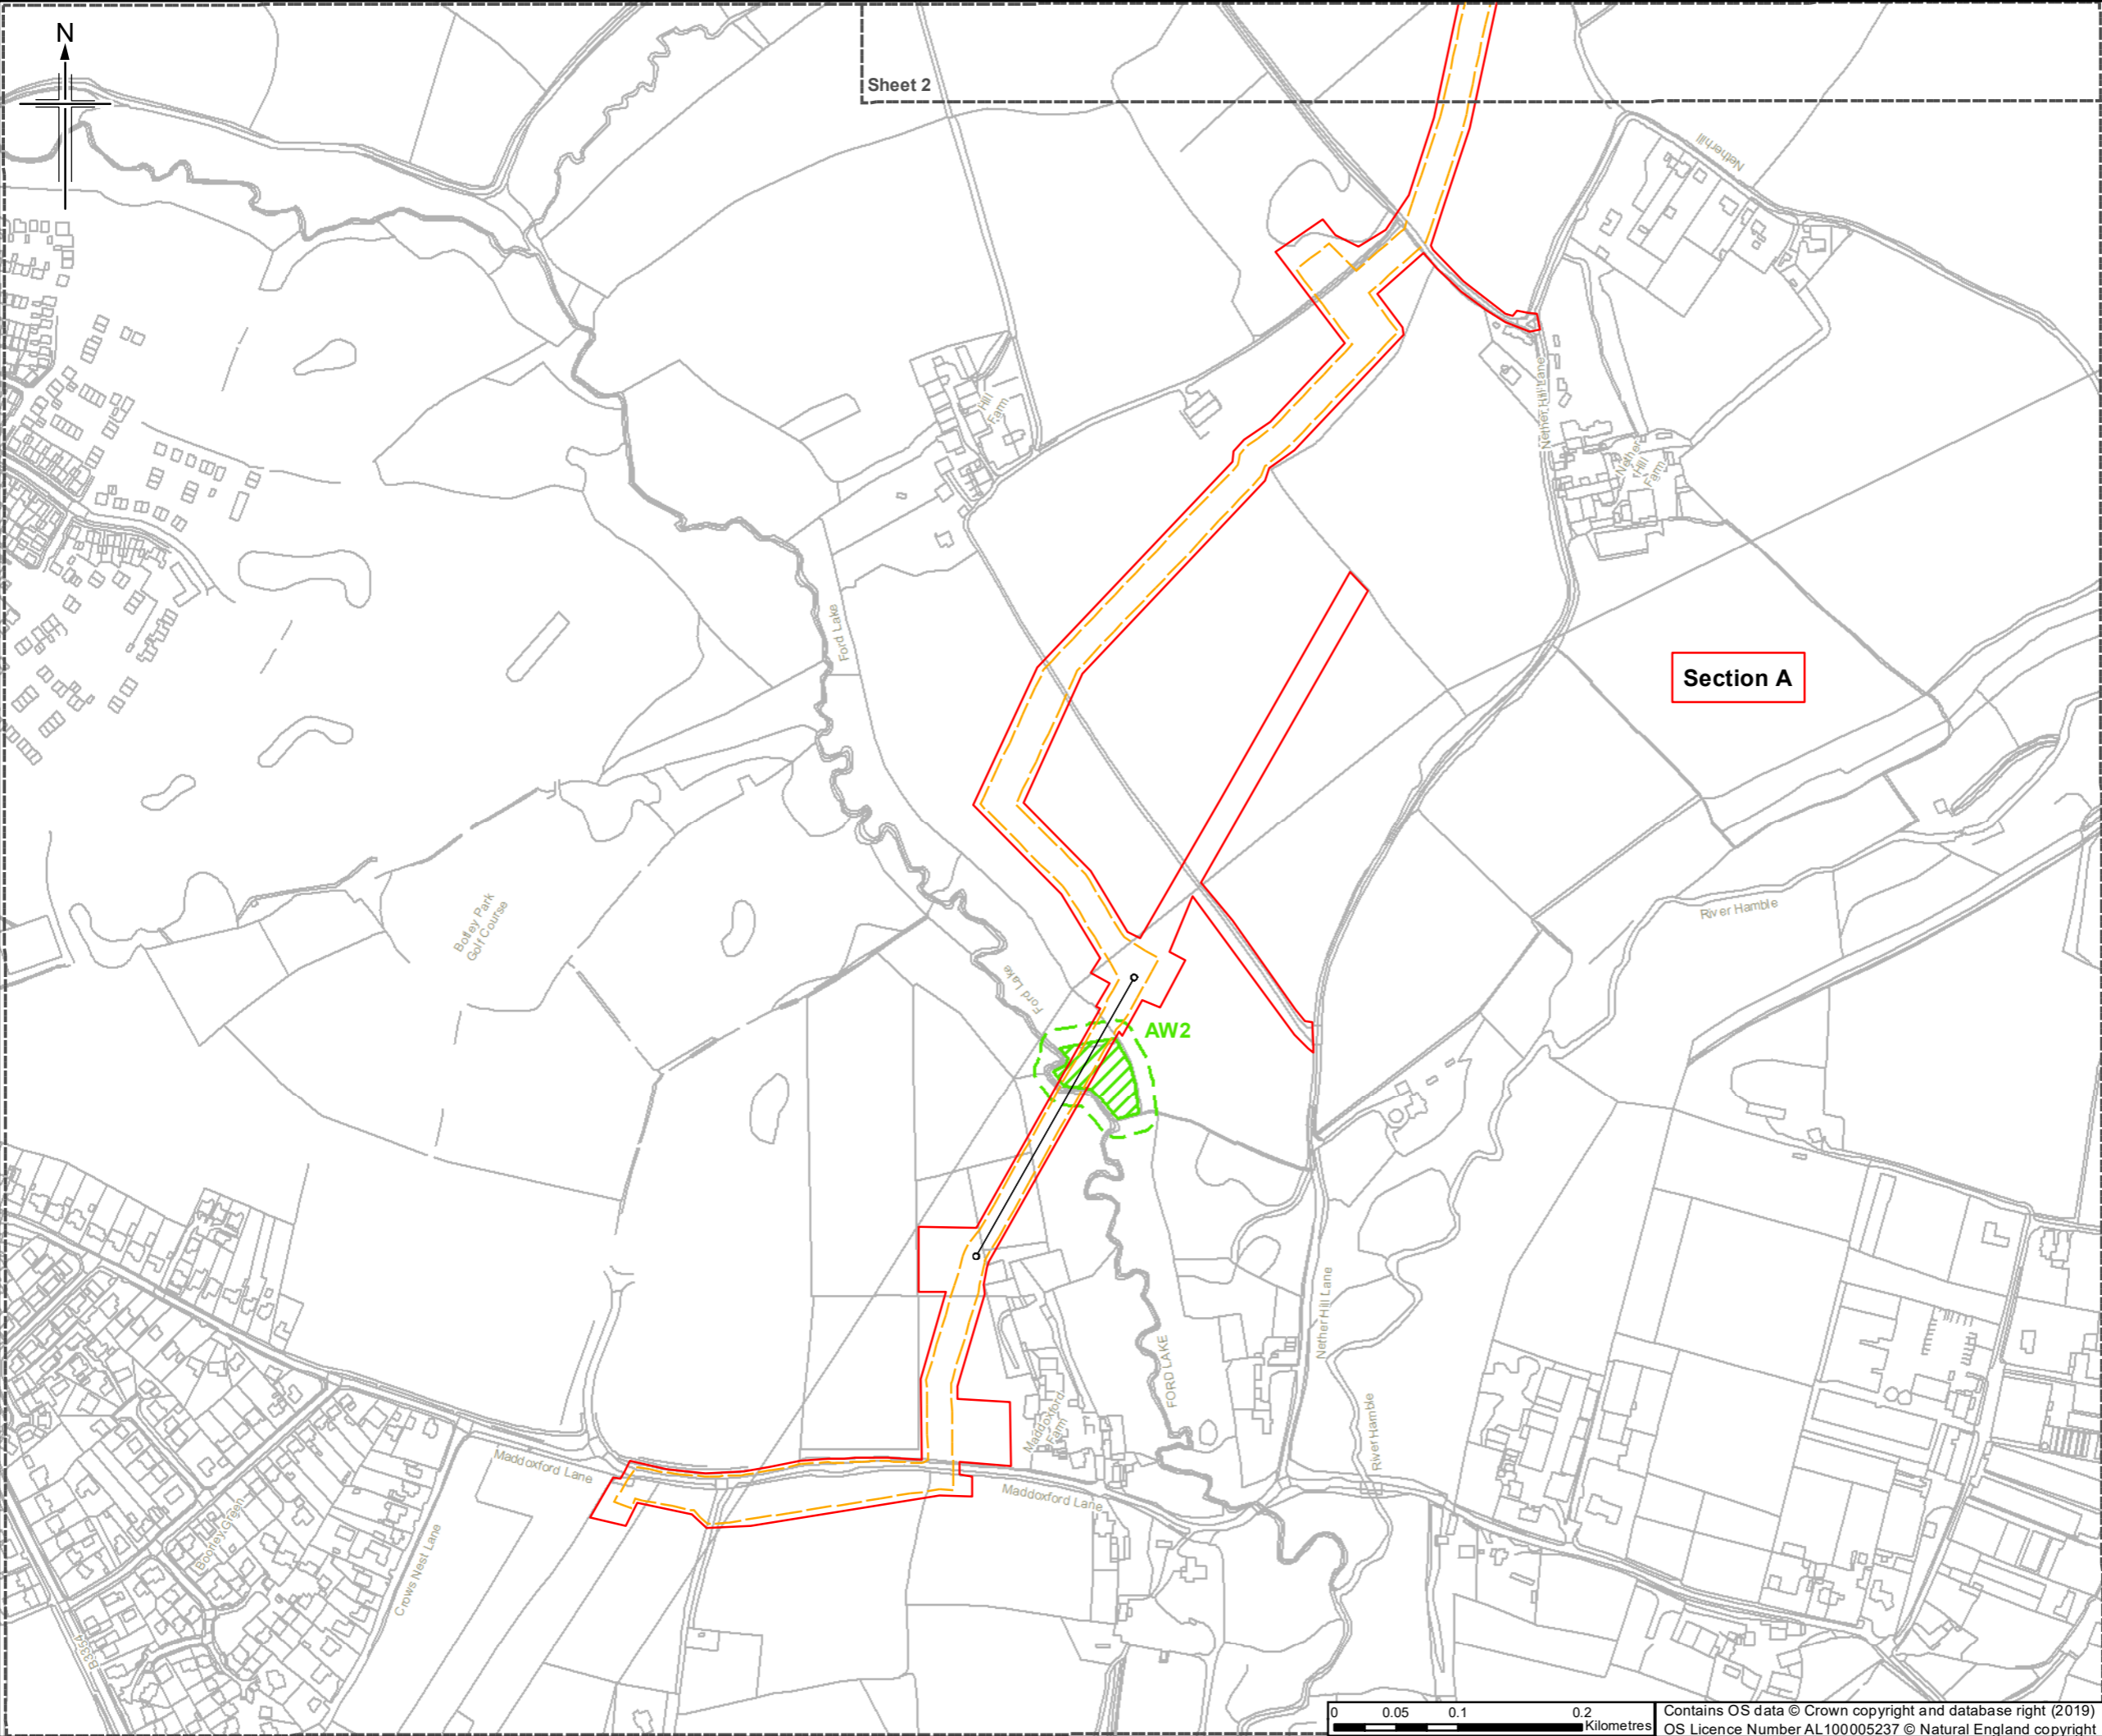 N
Sheet 2
Netherhill
Hill
Farm
Nether Hill Lane
Nether
Hill
Farm
Ford Lake
Section A
Botley Park
Golf Course
River Hamble
Ford Lake
AW2
Nether Hill Lane
FORD LAKE
River Hamble
Maddoxford
Farm
Maddoxford Lane
Maddoxford Lane
Boorley Green
Crows Nest Lane
B3354
0 0.05 0.1 0.2
Kilometres
Contains OS data © Crown copyright and database right (2019)
OS Licence Number AL100005237 © Natural England copyright